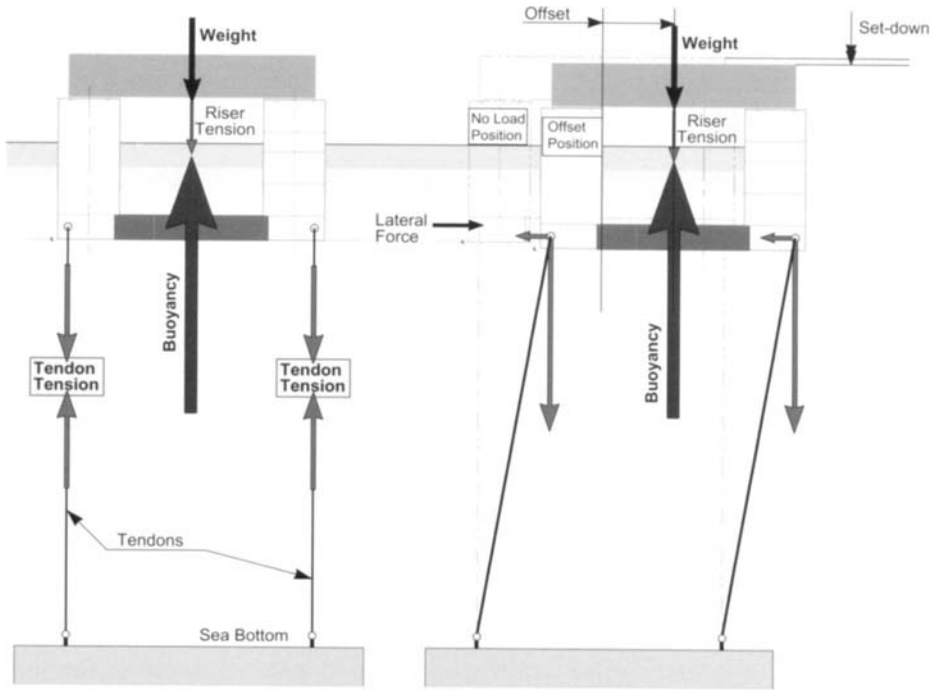 Weight
Riser
Tension
Buoyancy
Tendon
Tension
Tendon
Tension
Tendons
Sea Bottom
Offset
Weight
Set-down
No Load
Position
Offset
Position
Riser
Tension
Lateral
Force
Buoyancy